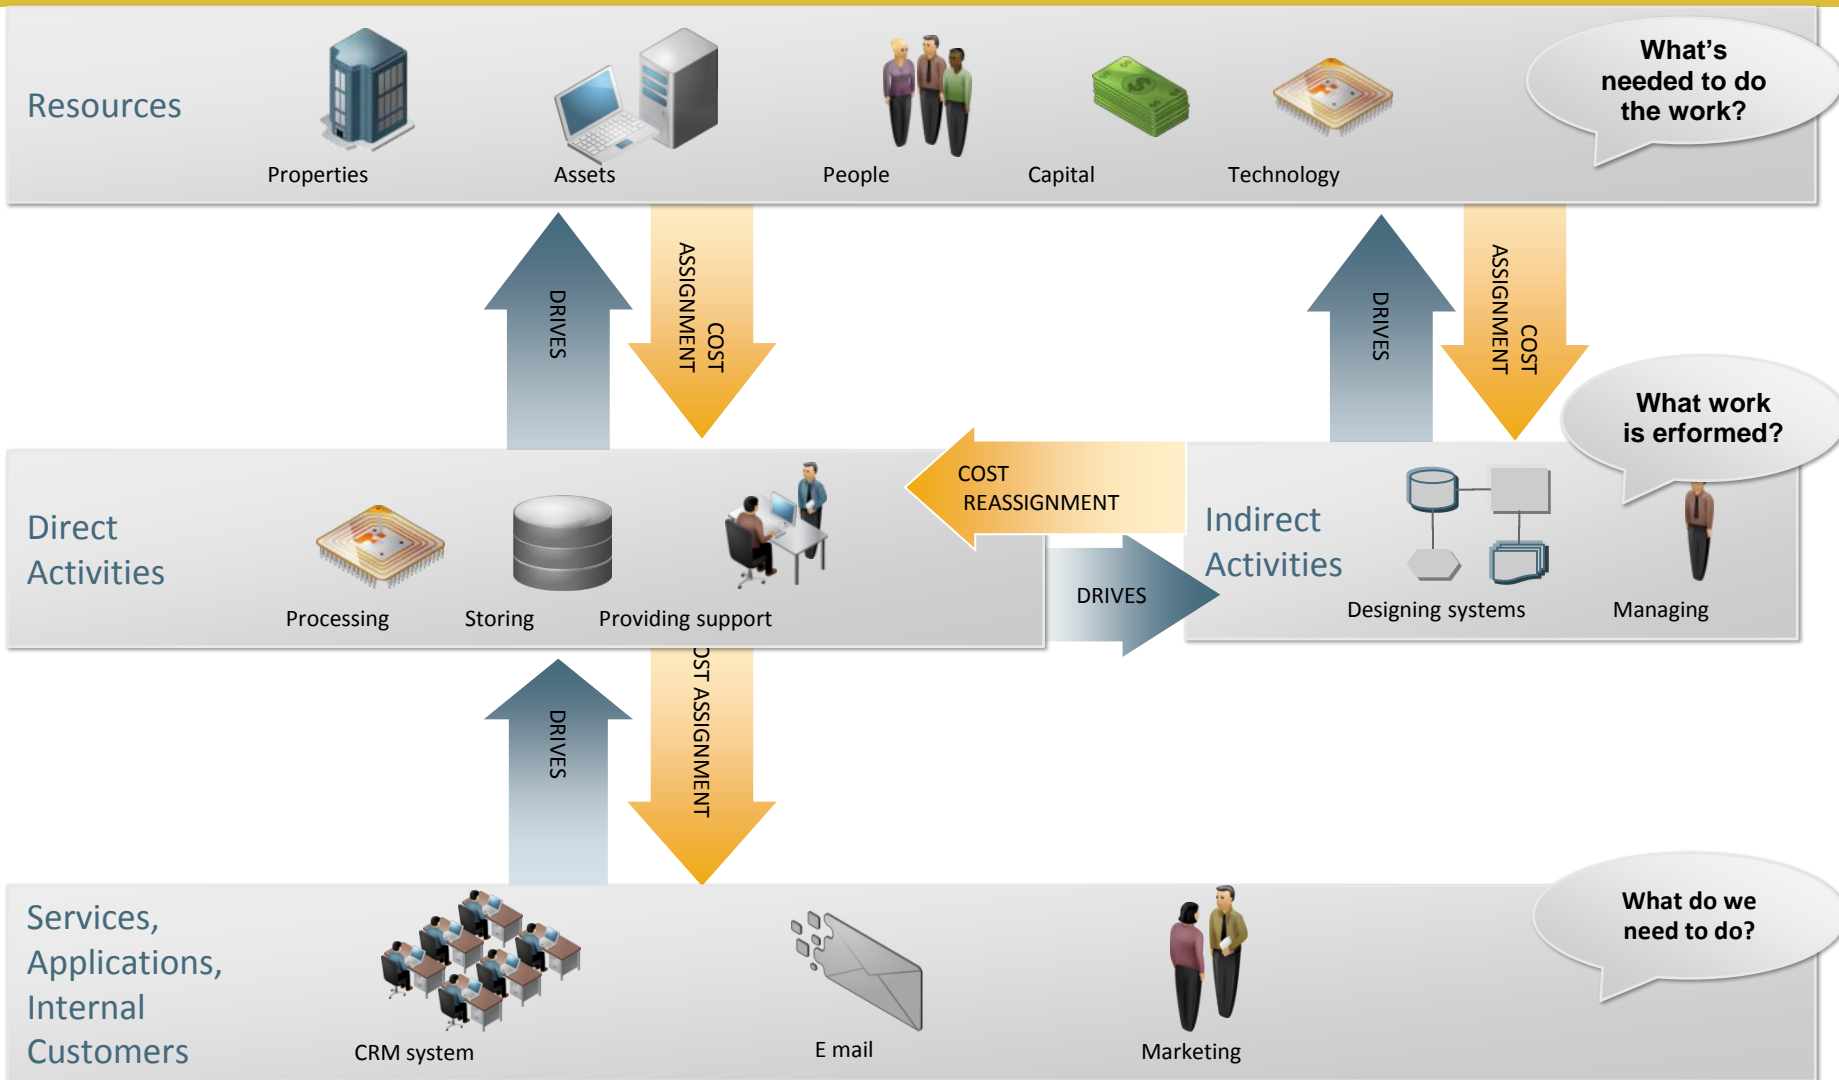 What's
needed to do
the work?
Resources
Properties
Assets
People
Capital
Technology
DRIVES
COST
ASSIGNMENT
DRIVES
COST
ASSIGNMENT
What work
is erformed?
COST
REASSIGNMENT
Direct
Activities
Indirect
Activities
DRIVES
Processing
Storing
Providing support
Designing systems
Managing
DRIVES
OST ASSIGNMENT
What do we
need to do?
Services,
Applications,
Internal
Customers
CRM system
E mail
Marketing